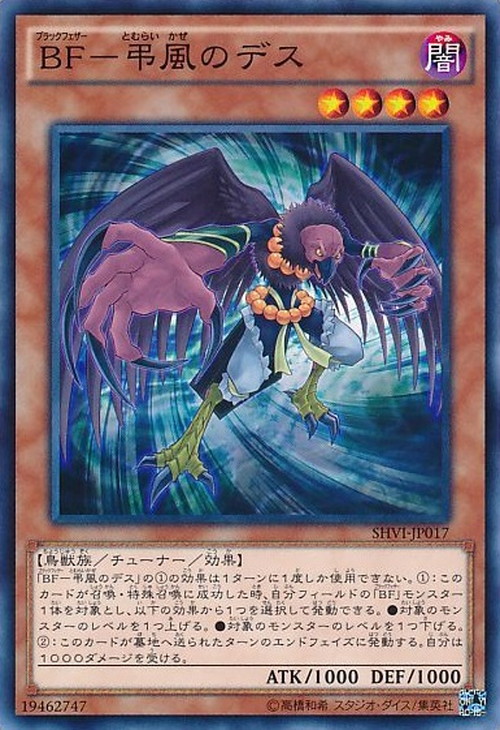 ブラックフェザー とむらい かぜ
BF－弔風のデス
やみ
闇
SHVI-JP017
【鳥獣族／チューナー／効果】
「BF－弔風のデス」の①の効果は1ターンに1度しか使用できない。①：この
カードが召喚・特殊召喚に成功した時、自分フィールドの「BF」モンスター
1体を対象とし、以下の効果から1つを選択して発動できる。●対象のモン
スターのレベルを1つ上げる。●対象のモンスターのレベルを1つ下げる。
②：このカードが墓地へ送られたターンのエンドフェイズに発動する。自分は
1000ダメージを受ける。
ATK/1000 DEF/1000
19462747 ©高橋和希 スタジオ・ダイス/集英社